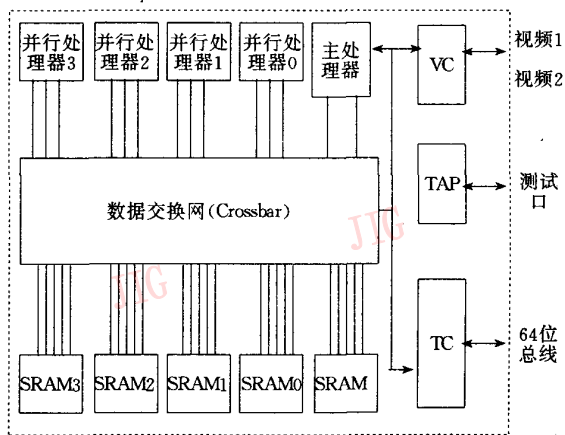 并行处
理器3
并行处
理器2
并行处
理器1
并行处
理器0
主处
理器
VC
视频1
视频2
TAP
测试
口
数据交换网(Crossbar)
JIG
JIG
TC
64位
总线
SRAM3
SRAM2
SRAM1
SRAM0
SRAM